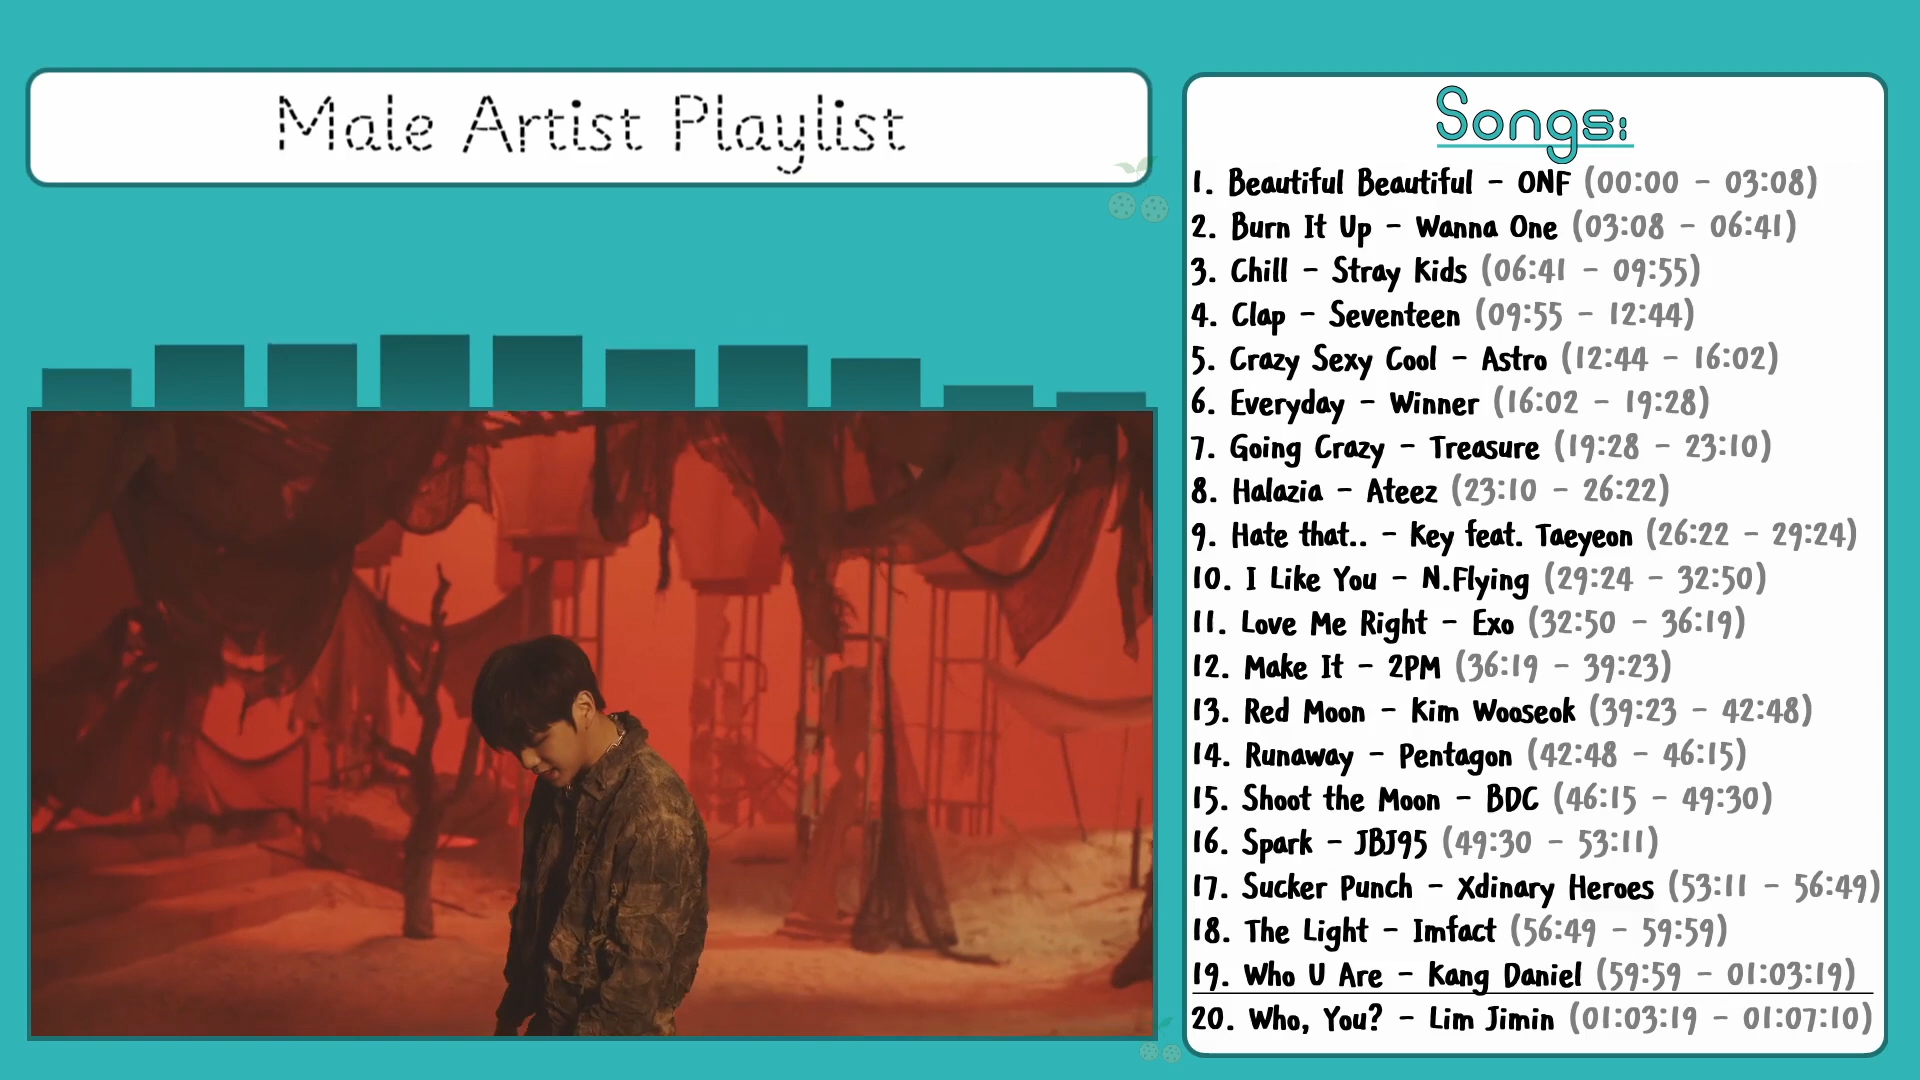 Male Artist Playlist
Songs:
1. Beautiful Beautiful - ONF (00:00 - 03:08)
2. Burn It Up - Wanna One (03:08 - 06:41)
3. Chill - Stray Kids (06:41 - 09:55)
4. Clap - Seventeen (09:55 - 12:44)
5. Crazy Sexy Cool - Astro (12:44 - 16:02)
6. Everyday - Winner (16:02 - 19:28)
7. Going Crazy - Treasure (19:28 - 23:10)
8. Halazia - Ateez (23:10 - 26:22)
9. Hate that.. - Key feat. Taeyeon (26:22 - 29:24)
10. I Like You - N.Flying (29:24 - 32:50)
11. Love Me Right - Exo (32:50 - 36:19)
12. Make It - 2PM (36:19 - 39:23)
13. Red Moon - Kim Wooseok (39:23 - 42:48)
14. Runaway - Pentagon (42:48 - 46:15)
15. Shoot the Moon - BDC (46:15 - 49:30)
16. Spark - JBJ95 (49:30 - 53:11)
17. Sucker Punch - Xdinary Heroes (53:11 - 56:49)
18. The Light - Imfact (56:49 - 59:59)
19. Who U Are - Kang Daniel (59:59 - 01:03:19)
20. Who, You? - Lim Jimin (01:03:19 - 01:07:10)